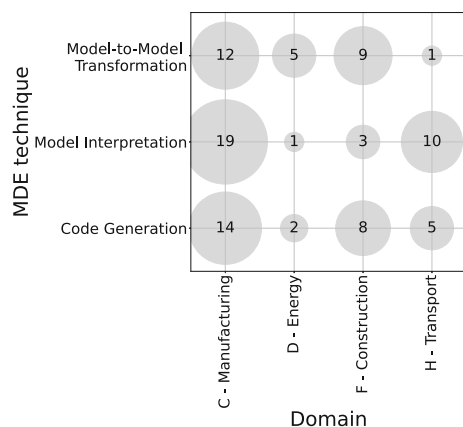 MDE technique
Model-to-Model
Transformation
12 5 9 1
Model Interpretation
19 1 3 10
Code Generation
14 2 8 5
C - Manufacturing
D - Energy
F - Construction
H - Transport
Domain